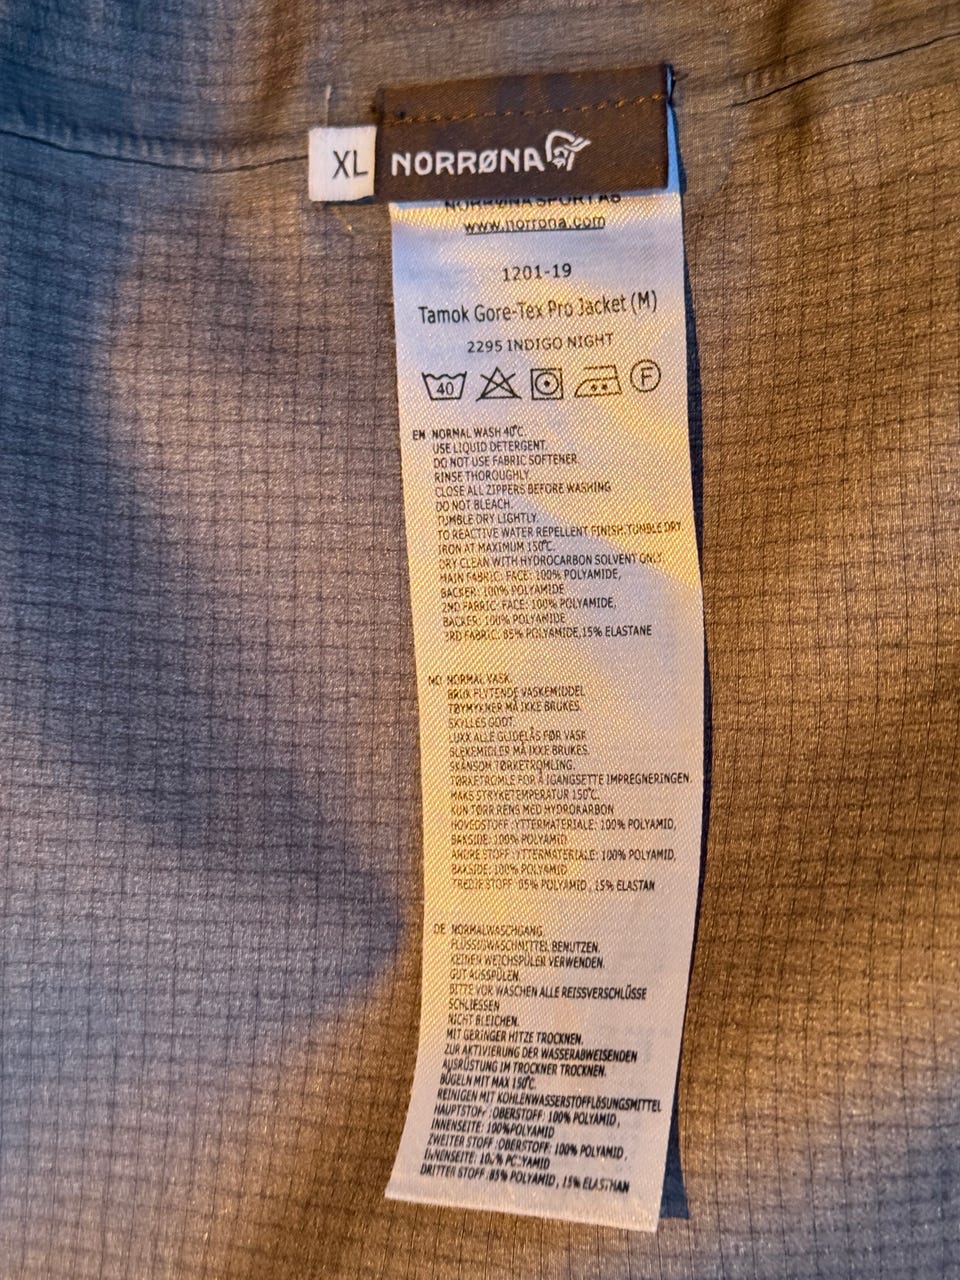 XL
NORRØNA
NORRØNA SPORT AS
www.norrona.com
1201-19
Tamok Gore-Tex Pro Jacket (M)
2295 INDIGO NIGHT
40 F
EN NORMAL WASH 40°C.
USE LIQUID DETERGENT.
DO NOT USE FABRIC SOFTENER.
RINSE THOROUGHLY.
CLOSE ALL ZIPPERS BEFORE WASHING
DO NOT BLEACH.
TUMBLE DRY LIGHTLY.
TO REACTIVE WATER REPELLENT FINISH:TUMBLE DRY.
IRON AT MAXIMUM 150°C.
DRY CLEAN WITH HYDROCARBON SOLVENT ONLY.
MAIN FABRIC: FACE: 100% POLYAMIDE,
BACKER: 100% POLYAMIDE
2ND FABRIC: FACE: 100% POLYAMIDE,
BACKER: 100% POLYAMIDE
3RD FABRIC: 85% POLYAMIDE,15% ELASTANE
NO NORMAL VASK.
BRUK FLYTENDE VASKEMIDDEL
TØYMYKNER MÅ IKKE BRUKES.
SKYLLES GODT.
LUKK ALLE GLIDELÅS FØR VASK
BLEKEMIDLER MÅ IKKE BRUKES.
SKÅNSOM TØRKETROMLING.
TØRKETROMLE FOR Å IGANGSETTE IMPREGNERINGEN.
MAKS STRYKETEMPERATUR 150°C.
KUN TØRR RENS MED HYDROKARBON
HOVEDSTOFF :YTTERMATERIALE: 100% POLYAMID,
BAKSIDE: 100% POLYAMID
ANDRE STOFF :YTTERMATERIALE: 100% POLYAMID,
BAKSIDE: 100% POLYAMID
TREDJE STOFF :85% POLYAMID, 15% ELASTAN
DE NORMALWASCHGANG.
FLÜSSIGWASCHMITTEL BENUTZEN.
KEINEN WEICHSPÜLER VERWENDEN.
GUT AUSSPÜLEN.
BITTE VOR WASCHEN ALLE REISSVERSCHLÜSSE
SCHLIESSEN
NICHT BLEICHEN.
MIT GERINGER HITZE TROCKNEN.
ZUR AKTIVIERUNG DER WASSERABWEISENDEN
AUSRÜSTUNG IM TROCKNER TROCKNEN.
BÜGELN MIT MAX 150°C.
REINIGEN MIT KOHLENWASSERSTOFFLÖSUNGSMITTEL
HAUPTSTOFF :OBERSTOFF: 100% POLYAMID,
INNENSEITE: 100%POLYAMID
ZWEITER STOFF :OBERSTOFF: 100% POLYAMID,
INNENSEITE: 100% POLYAMID
DRITTER STOFF :85% POLYAMID, 15% ELASTHAN